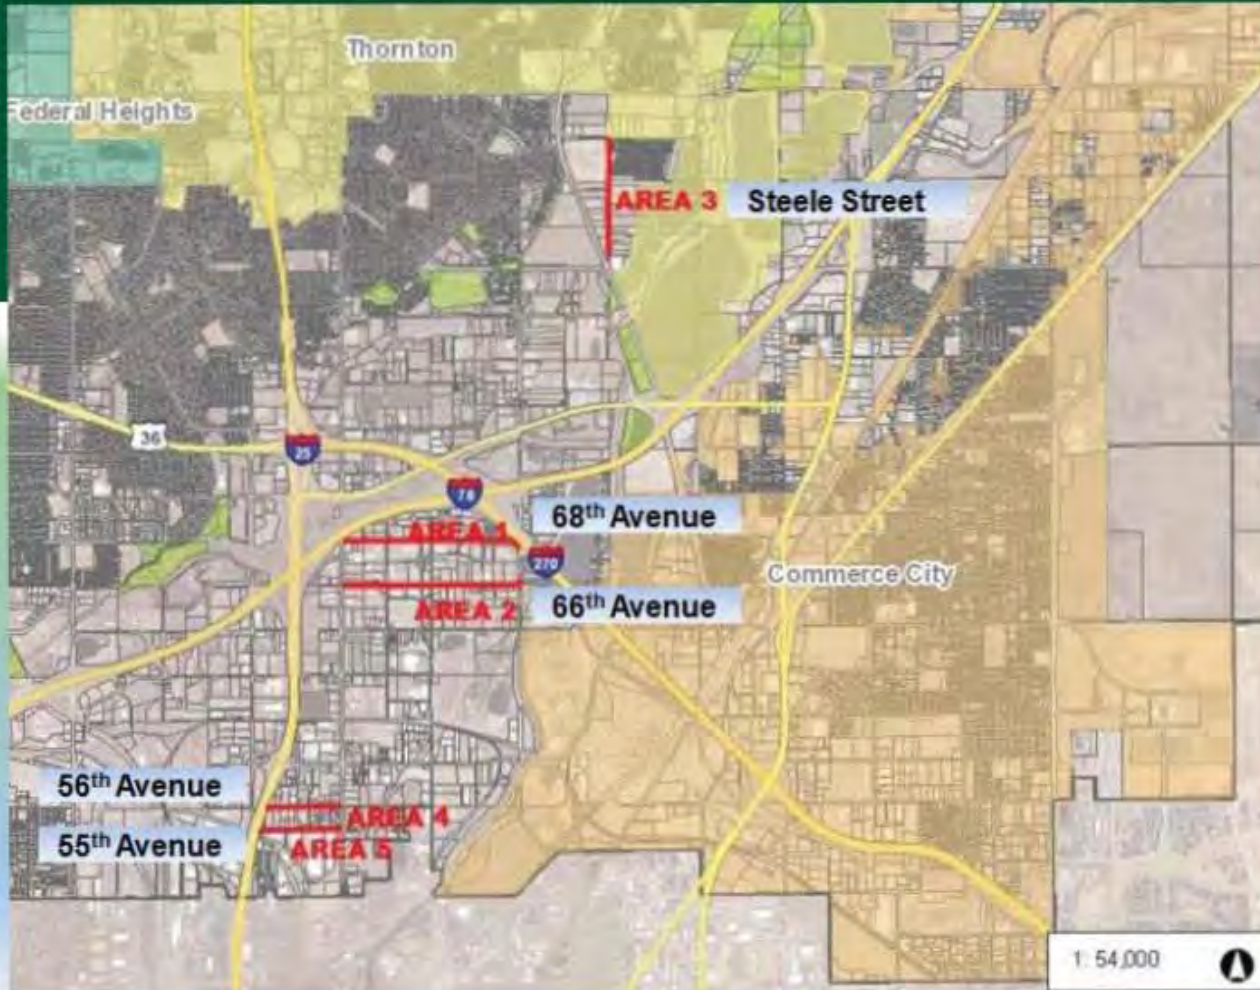 Thornton
Federal Heights
AREA 3
Steele Street
36
25
76
68th Avenue
AREA 1
270
Commerce City
66th Avenue
AREA 2
56th Avenue
AREA 4
55th Avenue
AREA 5
1: 54,000